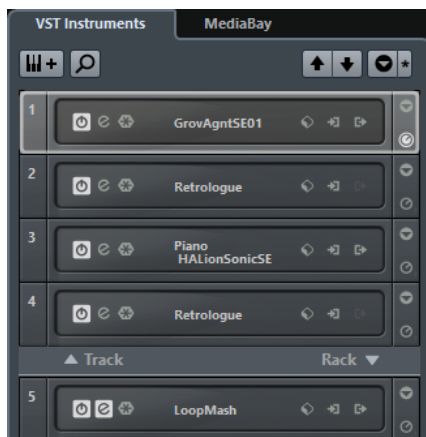 VST Instruments MediaBay
+ *
1 e GrovAgntSE01
2 e Retrologue
3 e Piano
HALionSonicSE
4 e Retrologue
▲ Track Rack ▼
5 e LoopMash